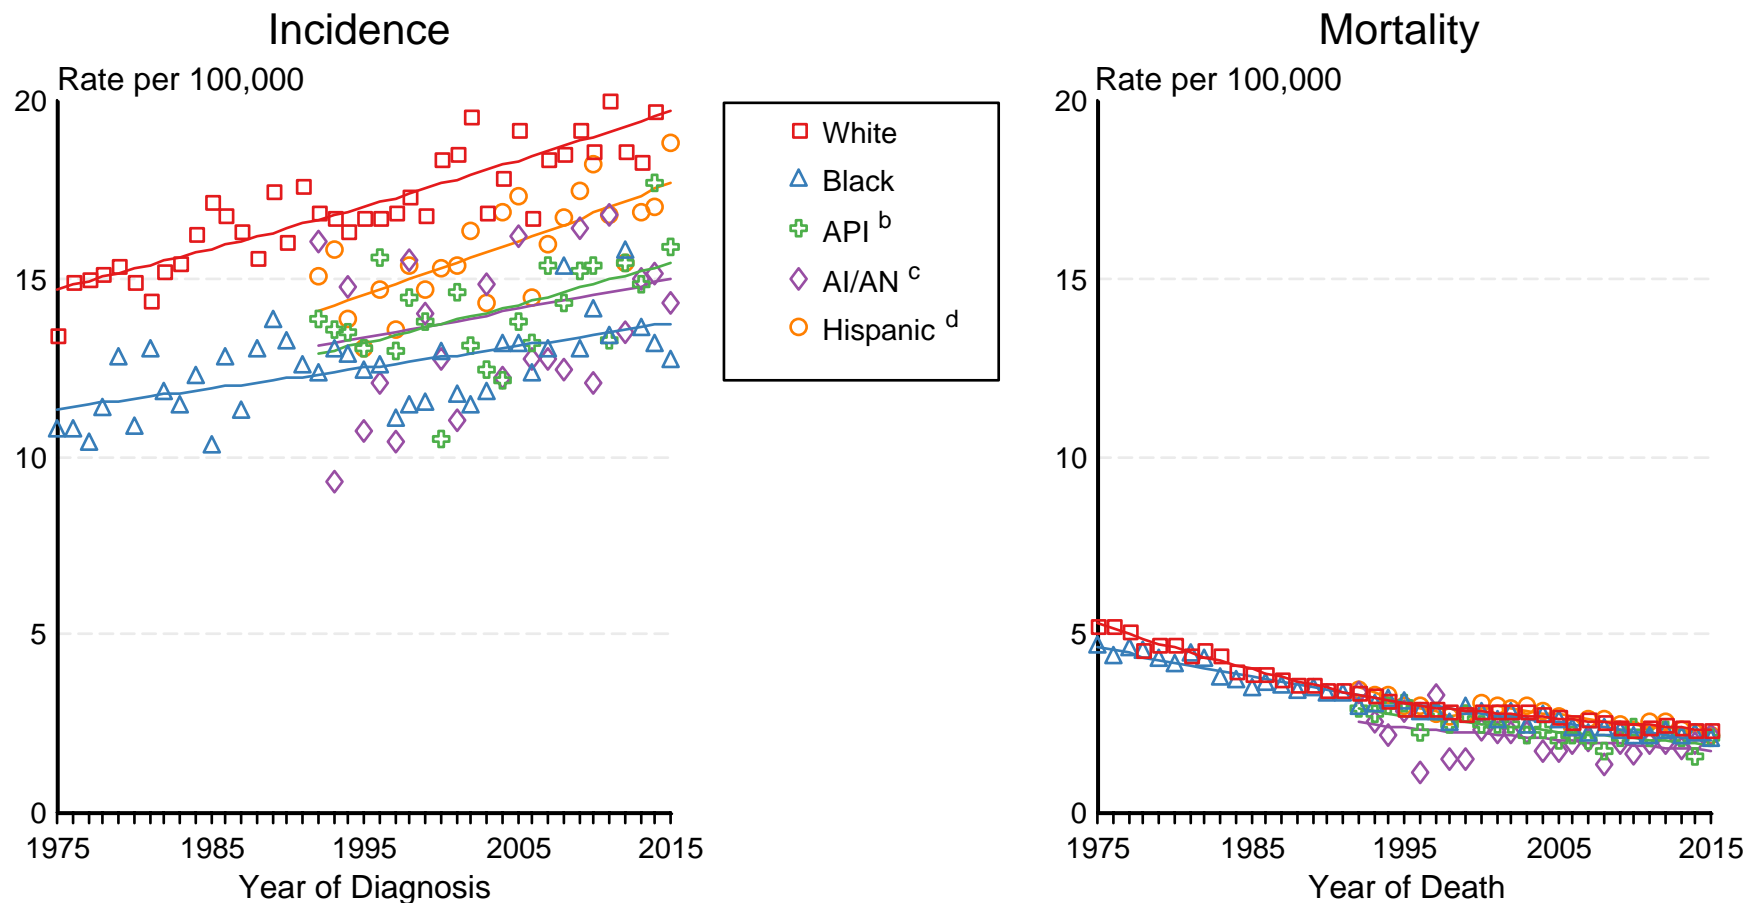 Incidence
Rate per 100,000
20
15
10
5
0
1975 1985 1995 2005 2015
Year of Diagnosis
White
Black
API b
AI/AN c
Hispanic d
Mortality
Rate per 100,000
20
15
10
5
0
1975 1985 1995 2005 2015
Year of Death